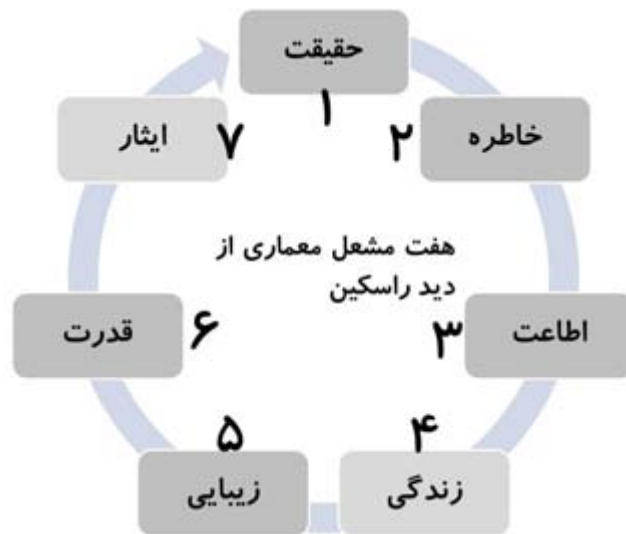 حقیقت
۱
خاطره
۲
اطاعت
۳
زندگی
۴
زیبایی
۵
قدرت
۶
ایثار
۷
هفت مشعل معماری از
دید راسکین